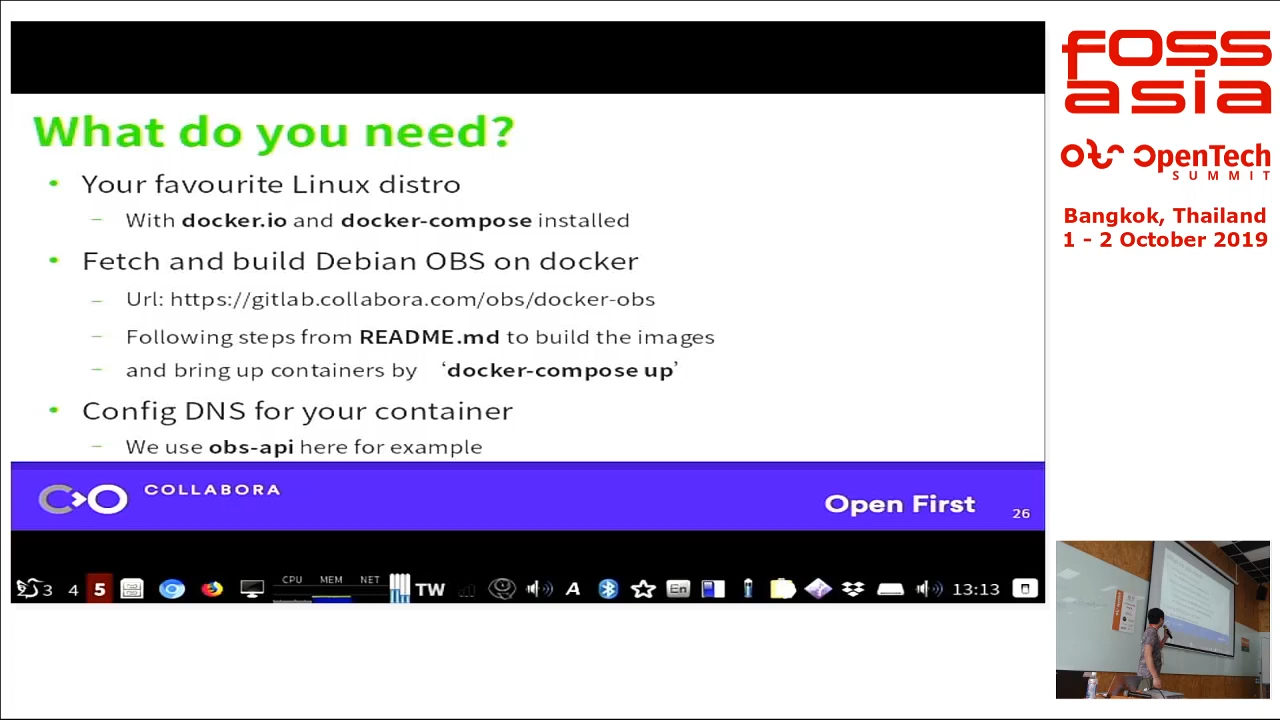 What do you need?
• Your favourite Linux distro
– With docker.io and docker-compose installed
• Fetch and build Debian OBS on docker
– Url: https://gitlab.collabora.com/obs/docker-obs
– Following steps from README.md to build the images
– and bring up containers by ‘docker-compose up’
• Config DNS for your container
– We use obs-api here for example
COLLABORA
Open First
26
3 4 5 CPU MEM NET TW A En 13:13
FOSS
asia
OpenTech
SUMMIT
Bangkok, Thailand
1 - 2 October 2019